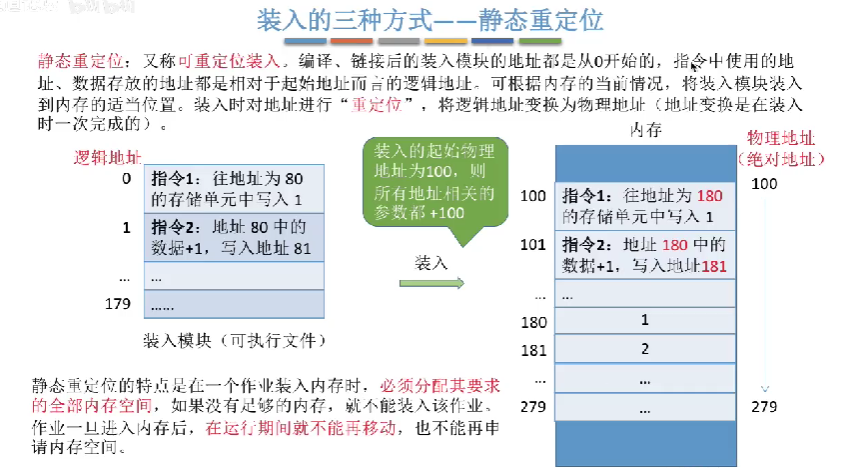 装入的三种方式——静态重定位
静态重定位：又称可重定位装入。编译、链接后的装入模块的地址都是从0开始的，指令中使用的地
址、数据存放的地址都是相对于起始地址而言的逻辑地址。可根据内存的当前情况，将装入模块装入
到内存的适当位置。装入时对地址进行“重定位”，将逻辑地址变换为物理地址（地址变换是在装入
时一次完成的）。
逻辑地址
0
指令1：往地址为 80
的存储单元中写入 1
1
指令2：地址 80 中的
数据+1，写入地址 81
...
...
179
......
装入模块（可执行文件）
装入的起始物理
地址为100，则
所有地址相关的
参数都 +100
装入
内存
物理地址
（绝对地址）
100
指令1：往地址为 180
的存储单元中写入 1
100
101
指令2：地址 180 中的
数据+1，写入地址181
...
...
180
1
181
2
...
...
279
...
279
静态重定位的特点是在一个作业装入内存时，必须分配其要求
的全部内存空间，如果没有足够的内存，就不能装入该作业。
作业一旦进入内存后，在运行期间就不能再移动，也不能再申
请内存空间。